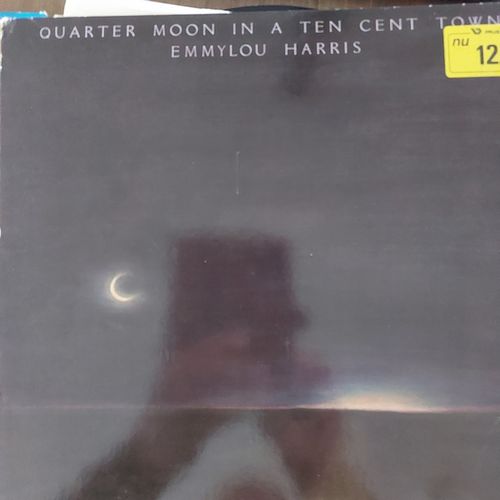 QUARTER MOON IN A TEN CENT TOWN
EMMYLOU HARRIS
nu
12